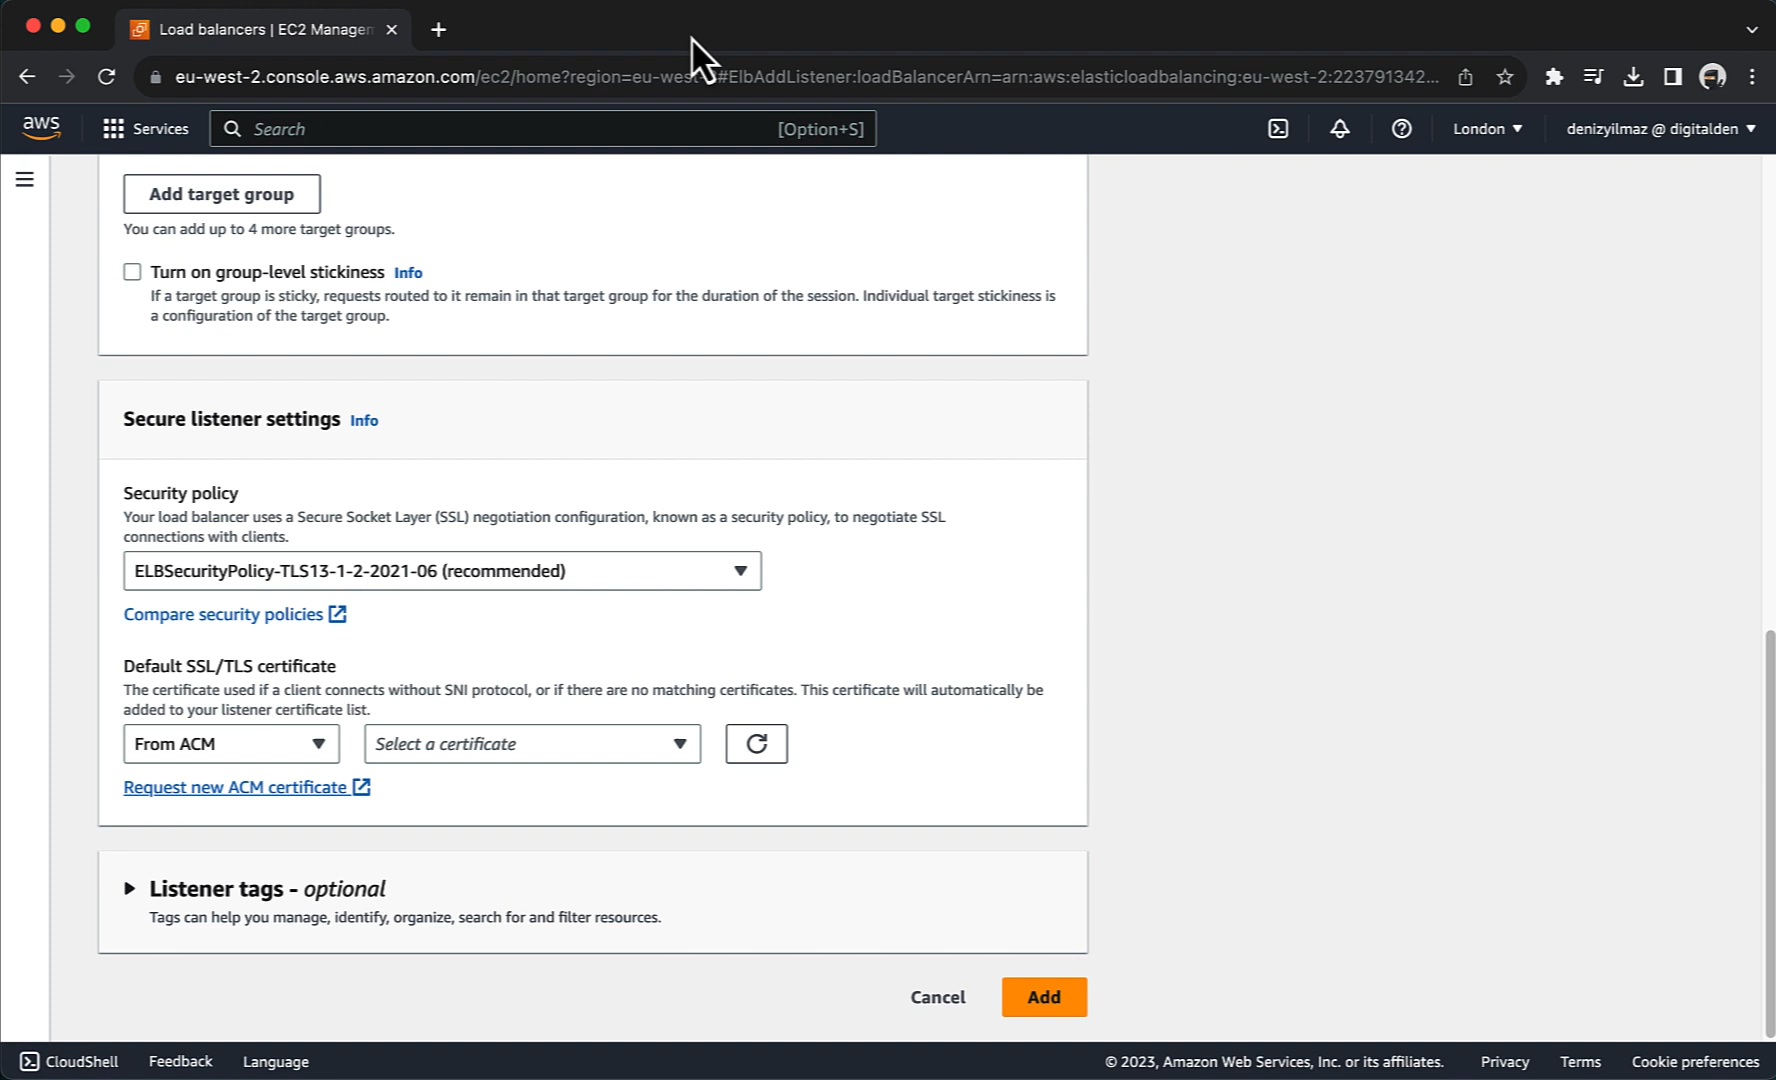 Load balancers | EC2 Managen
eu-west-2.console.aws.amazon.com/ec2/home?region=eu-wes #ElbAddListener:loadBalancerArn=arn:aws:elasticloadbalancing:eu-west-2:223791342...
aws
Services
Search
[Option+S]
London
denizyilmaz @ digitalden
Add target group
You can add up to 4 more target groups.
Turn on group-level stickiness Info
If a target group is sticky, requests routed to it remain in that target group for the duration of the session. Individual target stickiness is
a configuration of the target group.
Secure listener settings Info
Security policy
Your load balancer uses a Secure Socket Layer (SSL) negotiation configuration, known as a security policy, to negotiate SSL
connections with clients.
ELBSecurityPolicy-TLS13-1-2-2021-06 (recommended)
Compare security policies
Default SSL/TLS certificate
The certificate used if a client connects without SNI protocol, or if there are no matching certificates. This certificate will automatically be
added to your listener certificate list.
From ACM
Select a certificate
Request new ACM certificate
Listener tags - optional
Tags can help you manage, identify, organize, search for and filter resources.
Cancel
Add
CloudShell
Feedback
Language
© 2023, Amazon Web Services, Inc. or its affiliates.
Privacy
Terms
Cookie preferences